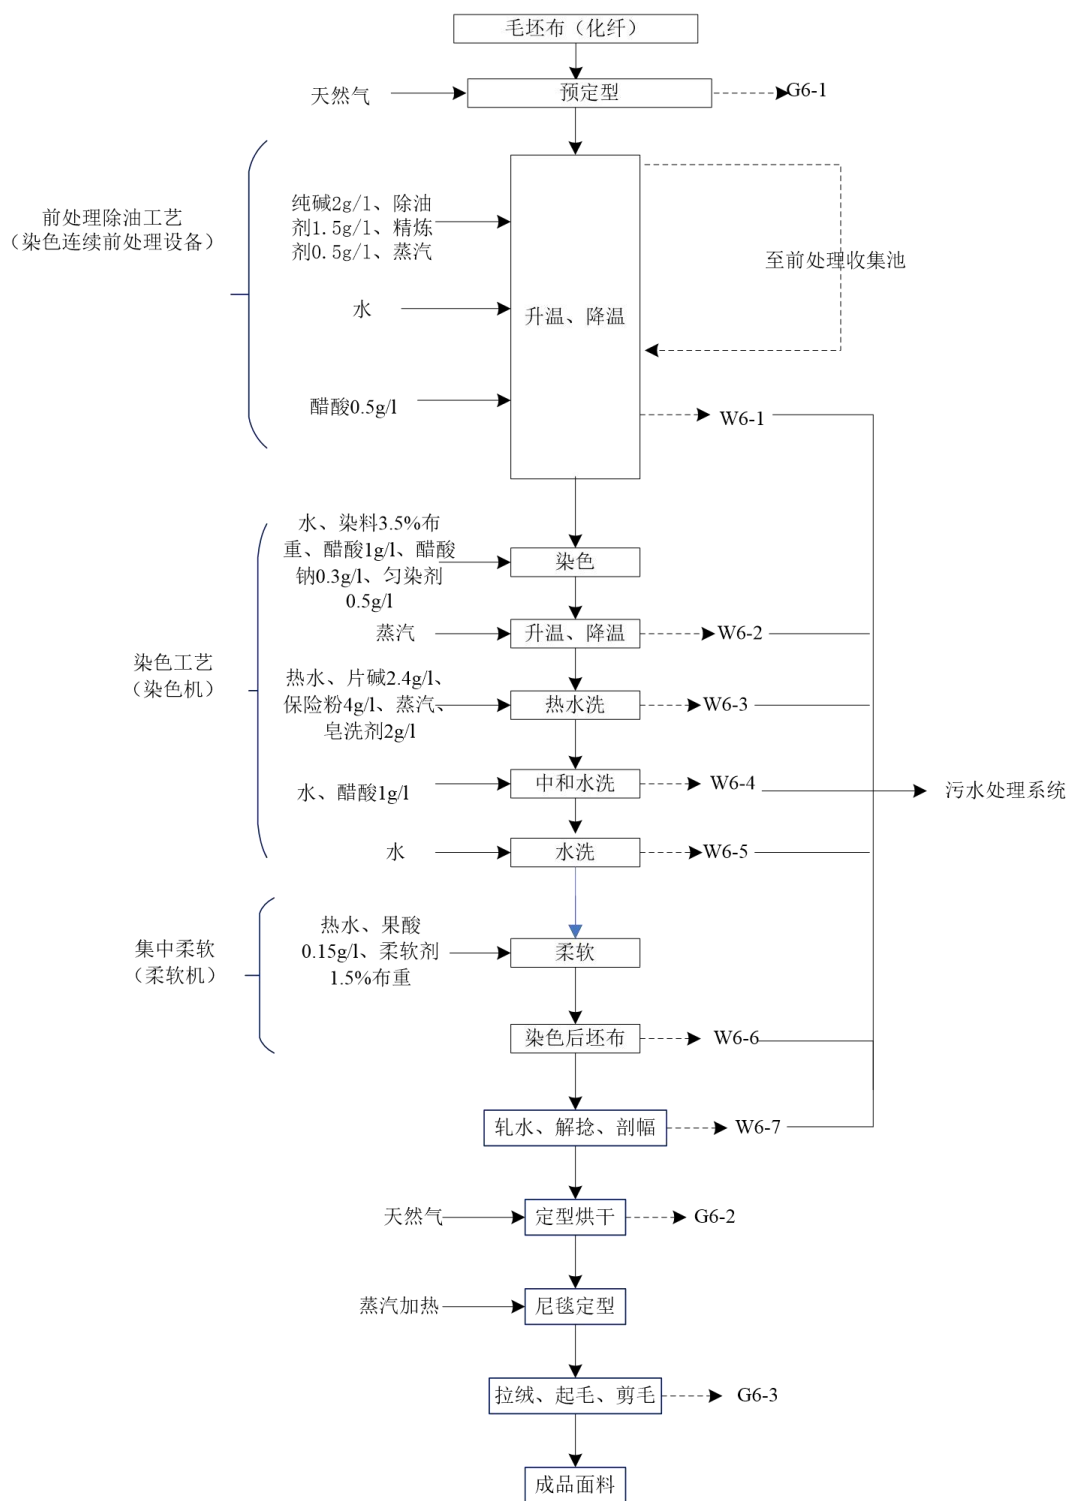 毛坯布（化纤）
天然气
预定型
G6-1
前处理除油工艺
（染色连续前处理设备）
纯碱2g/l、除油
剂1.5g/l、精炼
剂0.5g/l、蒸汽
至前处理收集池
水
升温、降温
醋酸0.5g/l
W6-1
水、染料3.5%布
重、醋酸1g/l、醋酸
钠0.3g/l、匀染剂
0.5g/l
染色
蒸汽
升温、降温
W6-2
染色工艺
（染色机）
热水、片碱2.4g/l、
保险粉4g/l、蒸汽、
皂洗剂2g/l
热水洗
W6-3
水、醋酸1g/l
中和水洗
W6-4
污水处理系统
水
水洗
W6-5
集中柔软
（柔软机）
热水、果酸
0.15g/l、柔软剂
1.5%布重
柔软
染色后坯布
W6-6
轧水、解捻、剖幅
W6-7
天然气
定型烘干
G6-2
蒸汽加热
尼毯定型
拉绒、起毛、剪毛
G6-3
成品面料